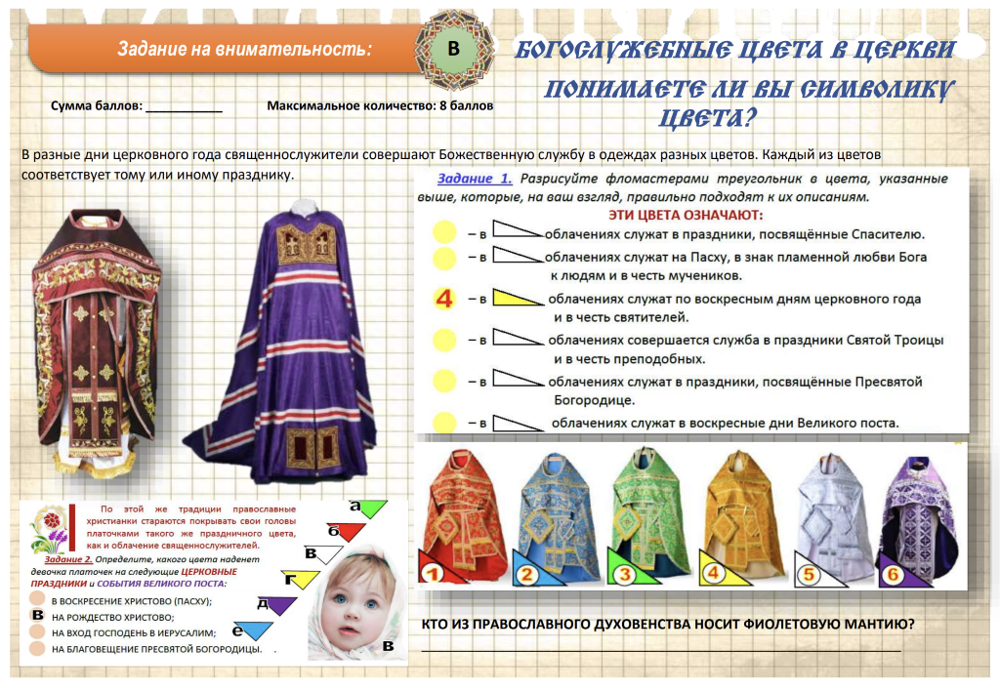 Задание на внимательность:
В
БОГОСЛУЖЕБНЫЕ ЦВЕТА В ЦЕРКВИ
ПОНИМАЕТЕ ЛИ ВЫ СИМВОЛИКУ
ЦВЕТА?
Сумма баллов: ___________ Максимальное количество: 8 баллов
В разные дни церковного года священнослужители совершают Божественную службу в одеждах разных цветов. Каждый из цветов
соответствует тому или иному празднику.
Задание 1. Разрисуйте фломастерами треугольник в цвета, указанные
выше, которые, на ваш взгляд, правильно подходят к их описаниям.
ЭТИ ЦВЕТА ОЗНАЧАЮТ:
– в облачениях служат в праздники, посвящённые Спасителю.
– в облачениях служат на Пасху, в знак пламенной любви Бога
к людям и в честь мучеников.
4 – в облачениях служат по воскресным дням церковного года
и в честь святителей.
– в облачениях совершается служба в праздники Святой Троицы
и в честь преподобных.
– в облачениях служат в праздники, посвящённые Пресвятой
Богородице.
– в облачениях служат в воскресные дни Великого поста.
1 2 3 4 5 6
По этой же традиции православные
христианки стараются покрывать свои головы
платочками такого же праздничного цвета,
как и облачение священнослужителей.
Задание 2. Определите, какого цвета наденет
девочка платочек на следующие ЦЕРКОВНЫЕ
ПРАЗДНИКИ и СОБЫТИЯ ВЕЛИКОГО ПОСТА:
В ВОСКРЕСЕНИЕ ХРИСТОВО (ПАСХУ);
В НА РОЖДЕСТВО ХРИСТОВО;
НА ВХОД ГОСПОДЕНЬ В ИЕРУСАЛИМ;
НА БЛАГОВЕЩЕНИЕ ПРЕСВЯТОЙ БОГОРОДИЦЫ. .
а
б
В
Г
д
е
В
КТО ИЗ ПРАВОСЛАВНОГО ДУХОВЕНСТВА НОСИТ ФИОЛЕТОВУЮ МАНТИЮ?